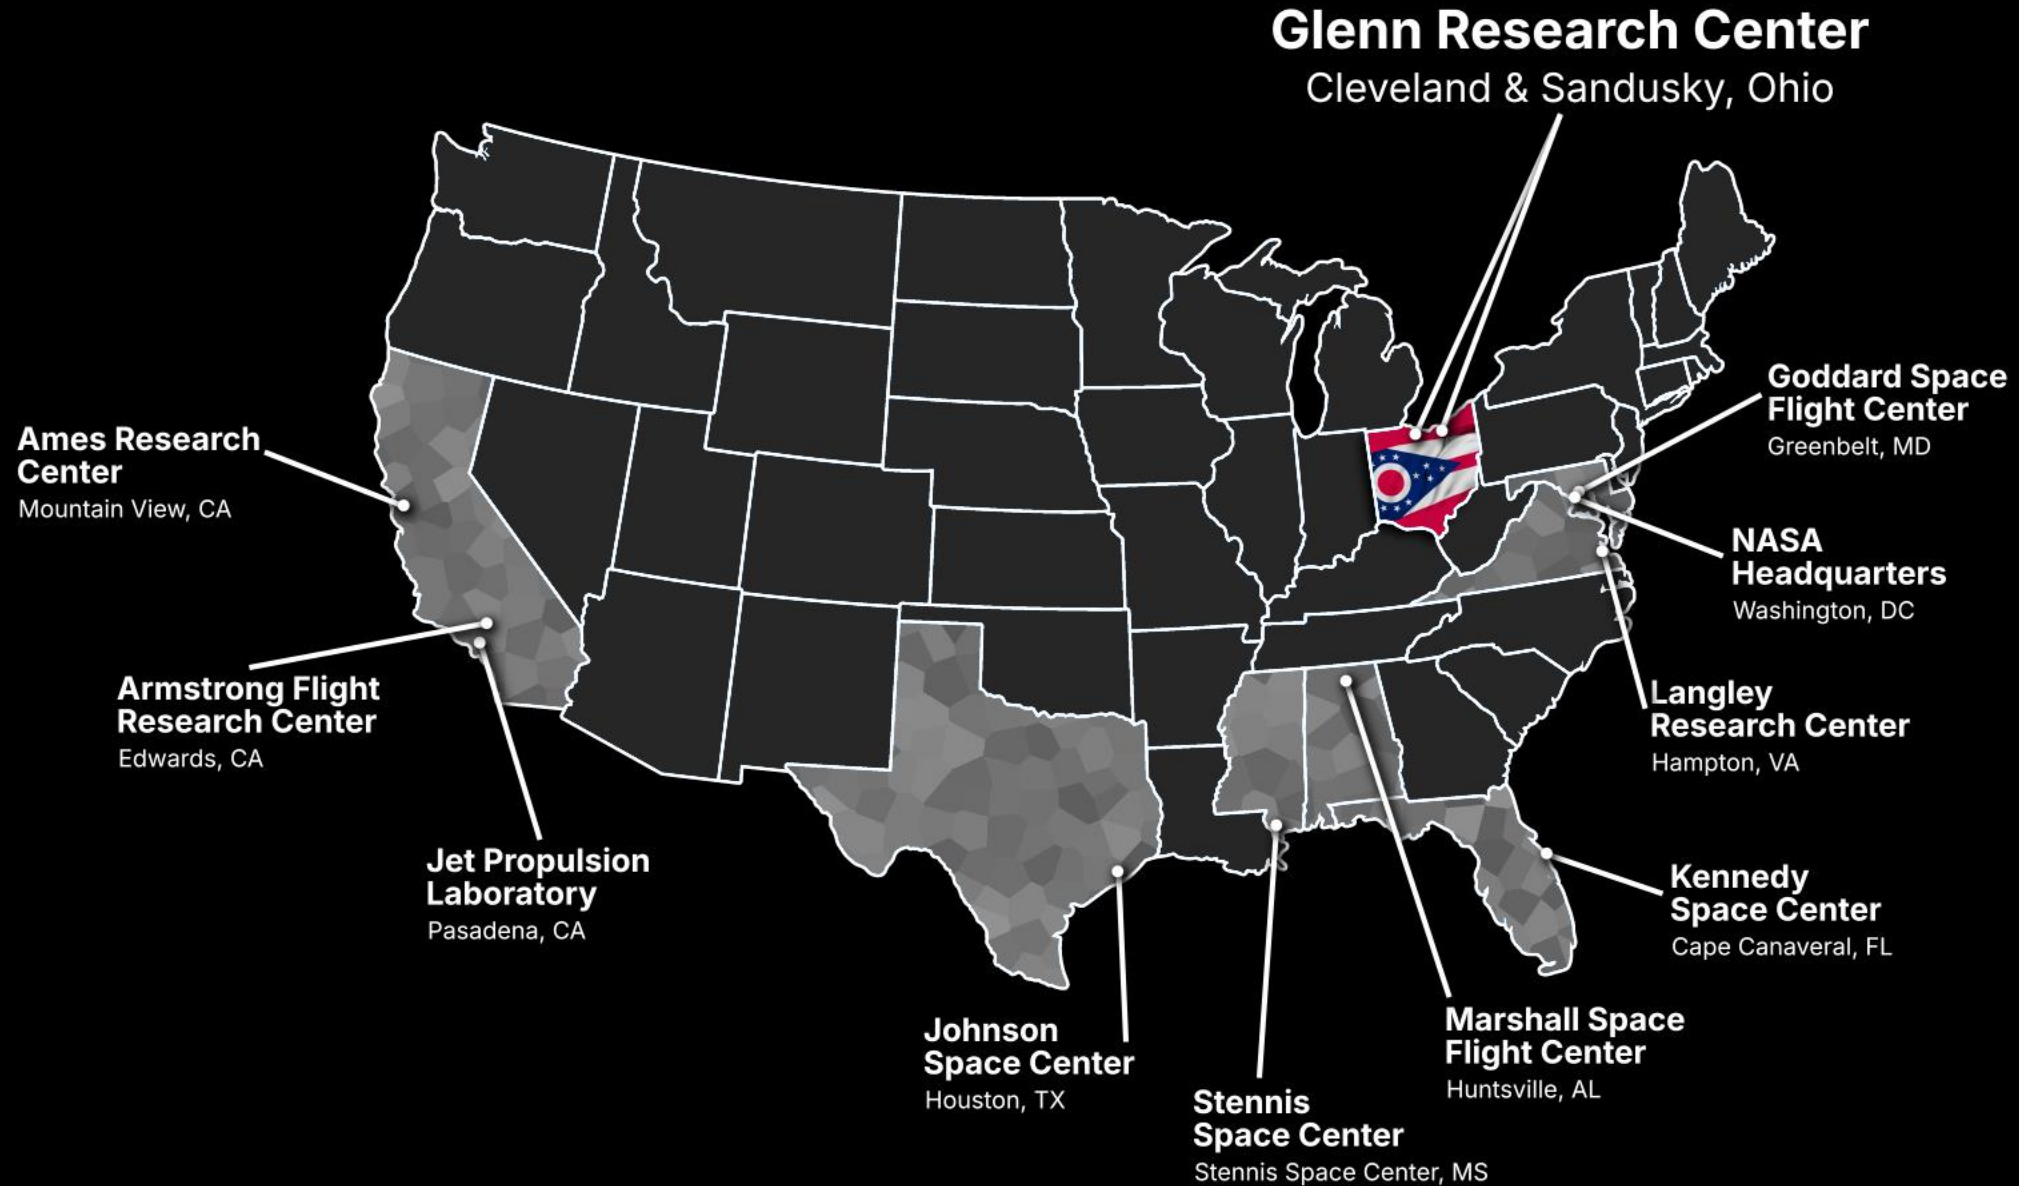 Glenn Research Center
Cleveland & Sandusky, Ohio
Goddard Space
Flight Center
Greenbelt, MD
Ames Research
Center
Mountain View, CA
NASA
Headquarters
Washington, DC
Armstrong Flight
Research Center
Edwards, CA
Langley
Research Center
Hampton, VA
Jet Propulsion
Laboratory
Pasadena, CA
Kennedy
Space Center
Cape Canaveral, FL
Johnson
Space Center
Houston, TX
Marshall Space
Flight Center
Huntsville, AL
Stennis
Space Center
Stennis Space Center, MS